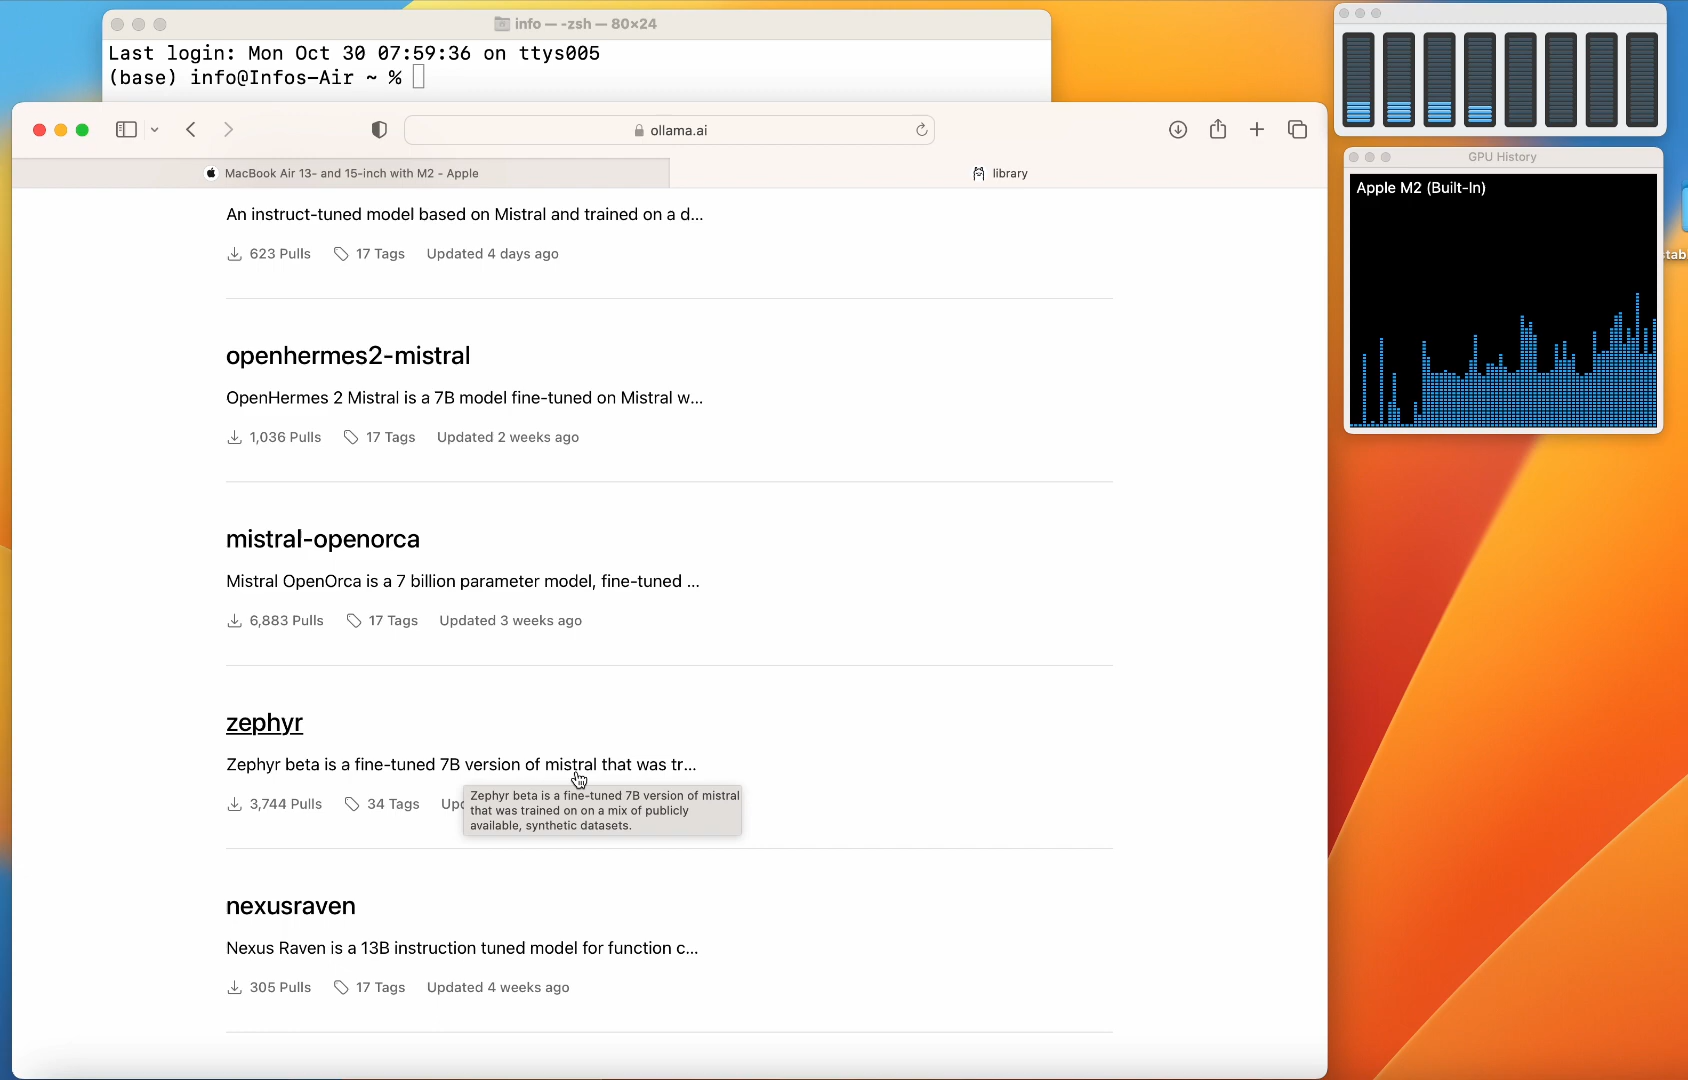 info — -zsh — 80×24
Last login: Mon Oct 30 07:59:36 on ttys005
(base) info@Infos-Air ~ %
ollama.ai
MacBook Air 13- and 15-inch with M2 - Apple
library
An instruct-tuned model based on Mistral and trained on a d...
623 Pulls 17 Tags Updated 4 days ago
openhermes2-mistral
OpenHermes 2 Mistral is a 7B model fine-tuned on Mistral w...
1,036 Pulls 17 Tags Updated 2 weeks ago
mistral-openorca
Mistral OpenOrca is a 7 billion parameter model, fine-tuned ...
6,883 Pulls 17 Tags Updated 3 weeks ago
zephyr
Zephyr beta is a fine-tuned 7B version of mistral that was tr...
3,744 Pulls 34 Tags
Zephyr beta is a fine-tuned 7B version of mistral
that was trained on on a mix of publicly
available, synthetic datasets.
nexusraven
Nexus Raven is a 13B instruction tuned model for function c...
305 Pulls 17 Tags Updated 4 weeks ago
GPU History
Apple M2 (Built-In)